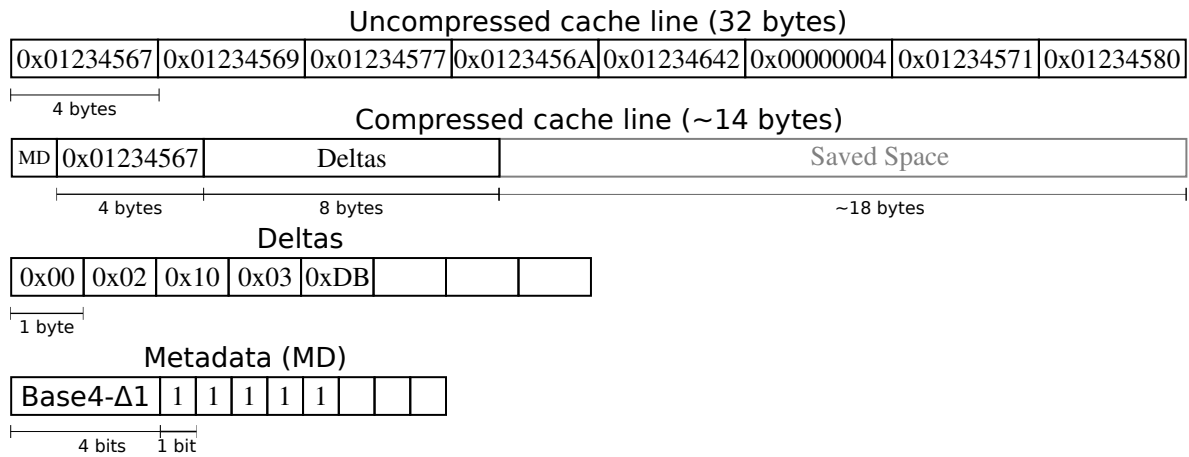 Uncompressed cache line (32 bytes)
0x01234567 0x01234569 0x01234577 0x0123456A 0x01234642 0x00000004 0x01234571 0x01234580
4 bytes
Compressed cache line (~14 bytes)
MD 0x01234567 Deltas Saved Space
4 bytes 8 bytes ~18 bytes
Deltas
0x00 0x02 0x10 0x03 0xDB
1 byte
Metadata (MD)
Base4-Δ1 1 1 1 1 1
4 bits 1 bit